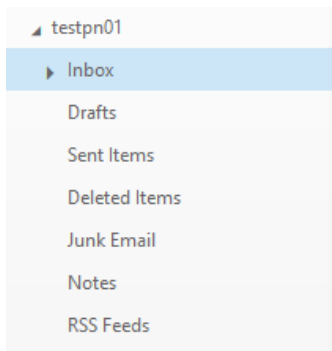 testpn01
Inbox
Drafts
Sent Items
Deleted Items
Junk Email
Notes
RSS Feeds